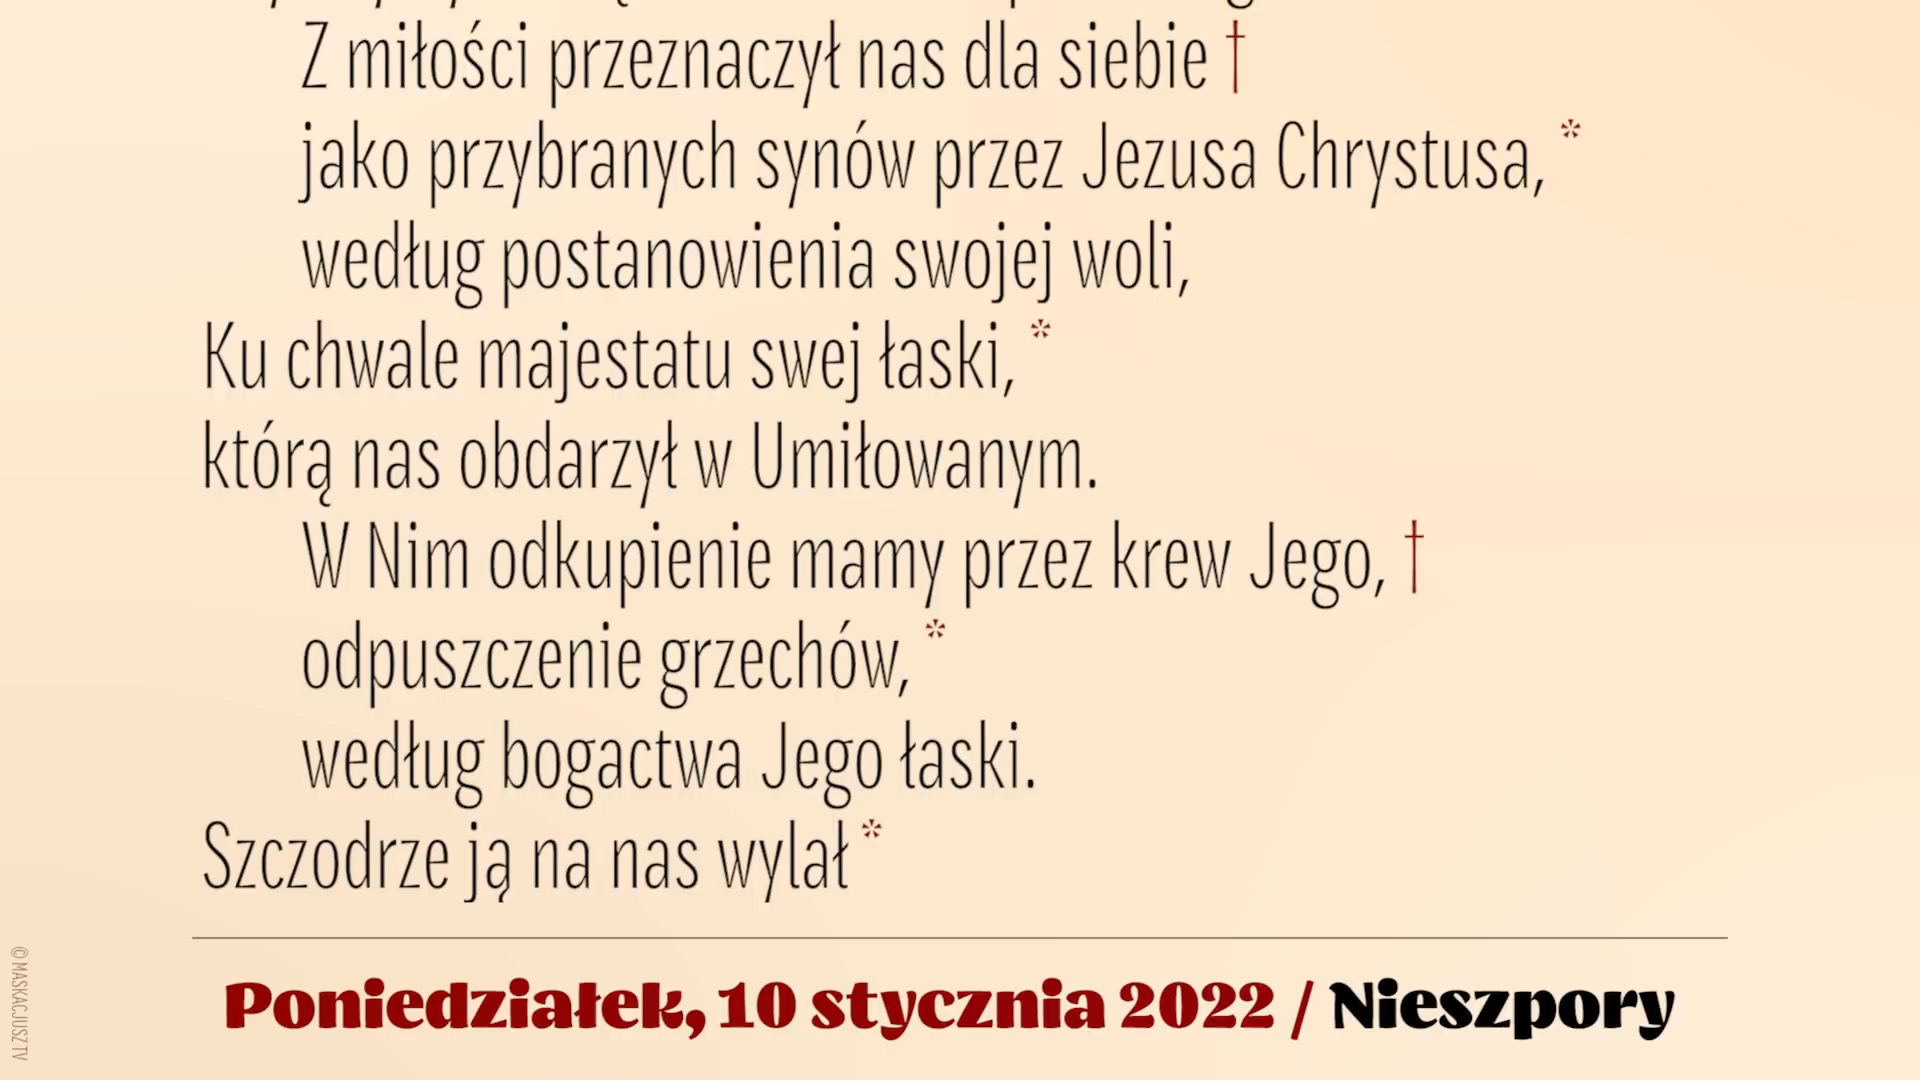 Z miłości przeznaczył nas dla siebie †
jako przybranych synów przez Jezusa Chrystusa, *
według postanowienia swojej woli,
Ku chwale majestatu swej łaski, *
którą nas obdarzył w Umiłowanym.
W Nim odkupienie mamy przez krew Jego, †
odpuszczenie grzechów, *
według bogactwa Jego łaski.
Szczodrze ją na nas wylał *
Poniedziałek, 10 stycznia 2022 / Nieszpory
© MASKACJUSZ TV